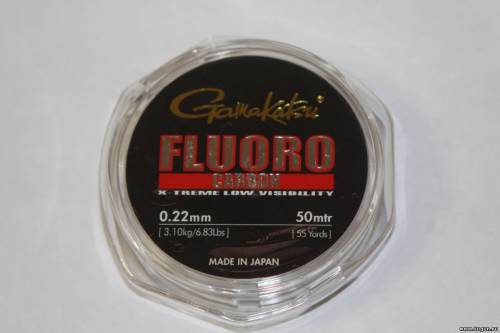 Gamakatsu
FLUORO
CARBON
X-TREME LOW VISIBILITY
0.22mm 50mtr
[ 3.10kg/6.83Lbs ] [ 55 Yards ]
MADE IN JAPAN